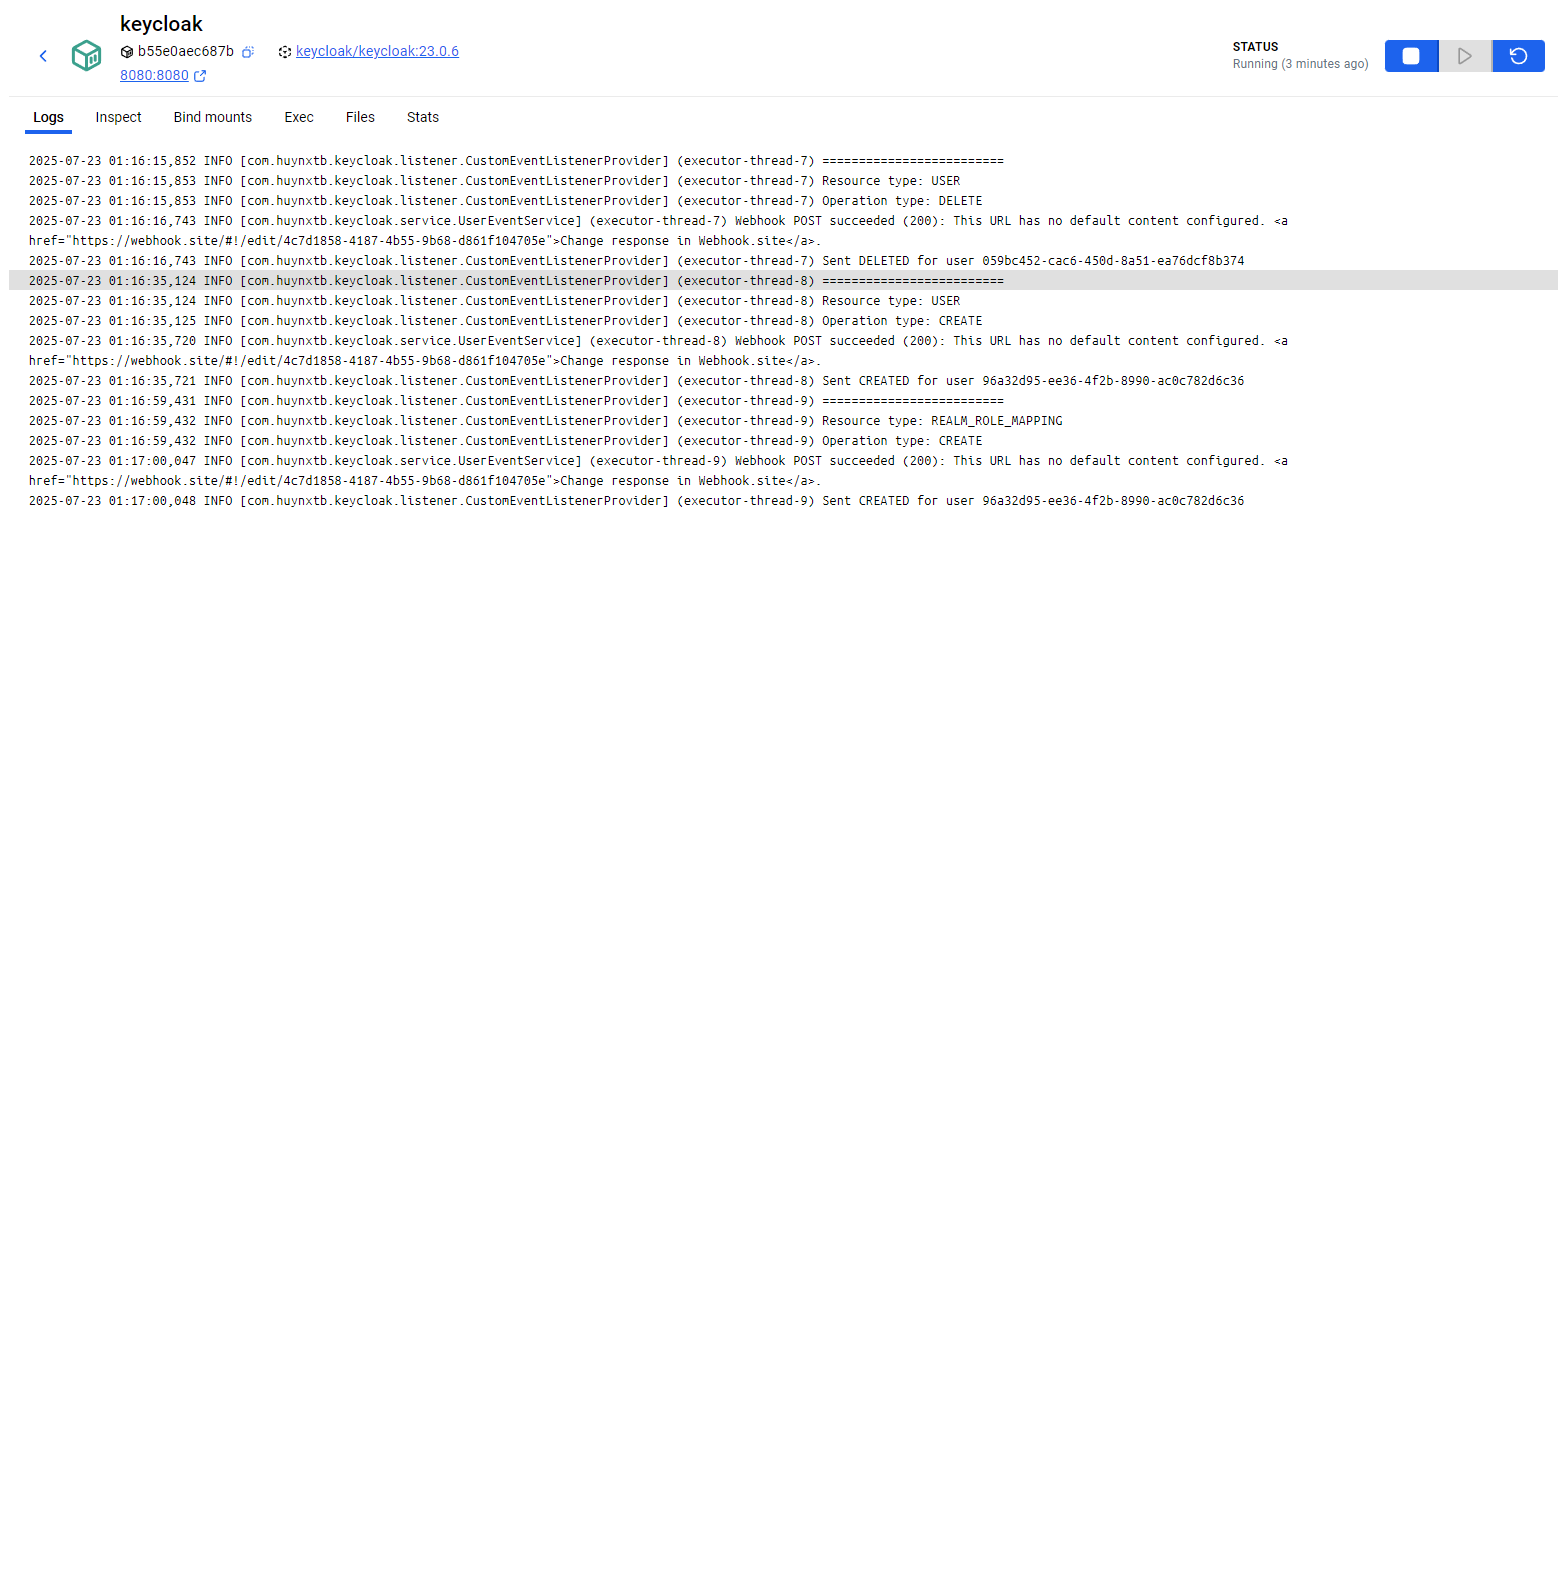 keycloak
b55e0aec687b keycloak/keycloak:23.0.6
8080:8080
STATUS
Running (3 minutes ago)
Logs Inspect Bind mounts Exec Files Stats
2025-07-23 01:16:15,852 INFO [com.huynxtb.keycloak.listener.CustomEventListenerProvider] (executor-thread-7) =========================
2025-07-23 01:16:15,853 INFO [com.huynxtb.keycloak.listener.CustomEventListenerProvider] (executor-thread-7) Resource type: USER
2025-07-23 01:16:15,853 INFO [com.huynxtb.keycloak.listener.CustomEventListenerProvider] (executor-thread-7) Operation type: DELETE
2025-07-23 01:16:16,743 INFO [com.huynxtb.keycloak.service.UserEventService] (executor-thread-7) Webhook POST succeeded (200): This URL has no default content configured. <a
href="https://webhook.site/#!/edit/4c7d1858-4187-4b55-9b68-d861f104705e">Change response in Webhook.site</a>.
2025-07-23 01:16:16,743 INFO [com.huynxtb.keycloak.listener.CustomEventListenerProvider] (executor-thread-7) Sent DELETED for user 059bc452-cac6-450d-8a51-ea76dcf8b374
2025-07-23 01:16:35,124 INFO [com.huynxtb.keycloak.listener.CustomEventListenerProvider] (executor-thread-8) =========================
2025-07-23 01:16:35,124 INFO [com.huynxtb.keycloak.listener.CustomEventListenerProvider] (executor-thread-8) Resource type: USER
2025-07-23 01:16:35,125 INFO [com.huynxtb.keycloak.listener.CustomEventListenerProvider] (executor-thread-8) Operation type: CREATE
2025-07-23 01:16:35,720 INFO [com.huynxtb.keycloak.service.UserEventService] (executor-thread-8) Webhook POST succeeded (200): This URL has no default content configured. <a
href="https://webhook.site/#!/edit/4c7d1858-4187-4b55-9b68-d861f104705e">Change response in Webhook.site</a>.
2025-07-23 01:16:35,721 INFO [com.huynxtb.keycloak.listener.CustomEventListenerProvider] (executor-thread-8) Sent CREATED for user 96a32d95-ee36-4f2b-8990-ac0c782d6c36
2025-07-23 01:16:59,431 INFO [com.huynxtb.keycloak.listener.CustomEventListenerProvider] (executor-thread-9) =========================
2025-07-23 01:16:59,432 INFO [com.huynxtb.keycloak.listener.CustomEventListenerProvider] (executor-thread-9) Resource type: REALM_ROLE_MAPPING
2025-07-23 01:16:59,432 INFO [com.huynxtb.keycloak.listener.CustomEventListenerProvider] (executor-thread-9) Operation type: CREATE
2025-07-23 01:17:00,047 INFO [com.huynxtb.keycloak.service.UserEventService] (executor-thread-9) Webhook POST succeeded (200): This URL has no default content configured. <a
href="https://webhook.site/#!/edit/4c7d1858-4187-4b55-9b68-d861f104705e">Change response in Webhook.site</a>.
2025-07-23 01:17:00,048 INFO [com.huynxtb.keycloak.listener.CustomEventListenerProvider] (executor-thread-9) Sent CREATED for user 96a32d95-ee36-4f2b-8990-ac0c782d6c36